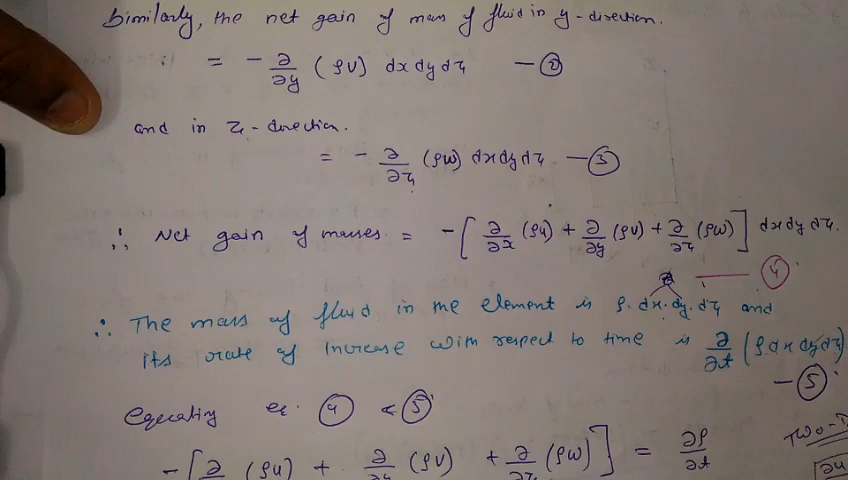 Similarly, the net gain of mass of fluid in y-direction.
∴ = - ∂/∂y (ρV) dx dy dz — ②
and in z-direction.
= - ∂/∂z (ρw) dx dy dz — ③
∴ Net gain of masses = -[∂/∂x (ρu) + ∂/∂y (ρv) + ∂/∂z (ρw)] dx dy dz.
— ④
∴ The mass of fluid in the element is ρ.dx.dy.dz and
its rate of increase with respect to time is ∂/∂t (ρ.dx dy dz)
— ⑤
Equating eq. ④ & ⑤
-[∂ (ρu) + ∂ (ρv) + ∂ (ρw)] = ∂ρ/∂t
Two-D
∂u